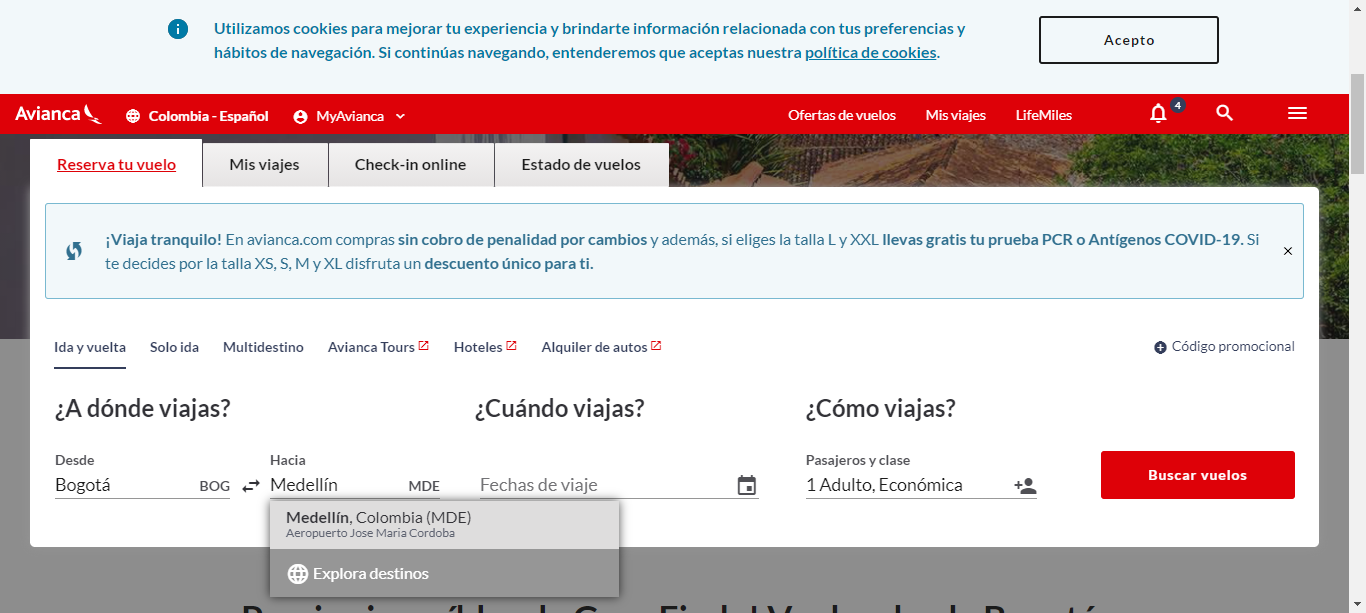 Utilizamos cookies para mejorar tu experiencia y brindarte información relacionada con tus preferencias y
hábitos de navegación. Si continúas navegando, entenderemos que aceptas nuestra política de cookies.
Acepto
Avianca
Colombia - Español
MyAvianca
Ofertas de vuelos
Mis viajes
LifeMiles
4
Reserva tu vuelo
Mis viajes
Check-in online
Estado de vuelos
¡Viaja tranquilo! En avianca.com compras sin cobro de penalidad por cambios y además, si eliges la talla L y XXL llevas gratis tu prueba PCR o Antígenos COVID-19. Si
te decides por la talla XS, S, M y XL disfruta un descuento único para ti.
Ida y vuelta
Solo ida
Multidestino
Avianca Tours
Hoteles
Alquiler de autos
Código promocional
¿A dónde viajas?
¿Cuándo viajas?
¿Cómo viajas?
Desde
Hacia
Pasajeros y clase
Bogotá BOG
Medellín MDE
Fechas de viaje
1 Adulto, Económica
Buscar vuelos
Medellín, Colombia (MDE)
Aeropuerto Jose Maria Cordoba
Explora destinos